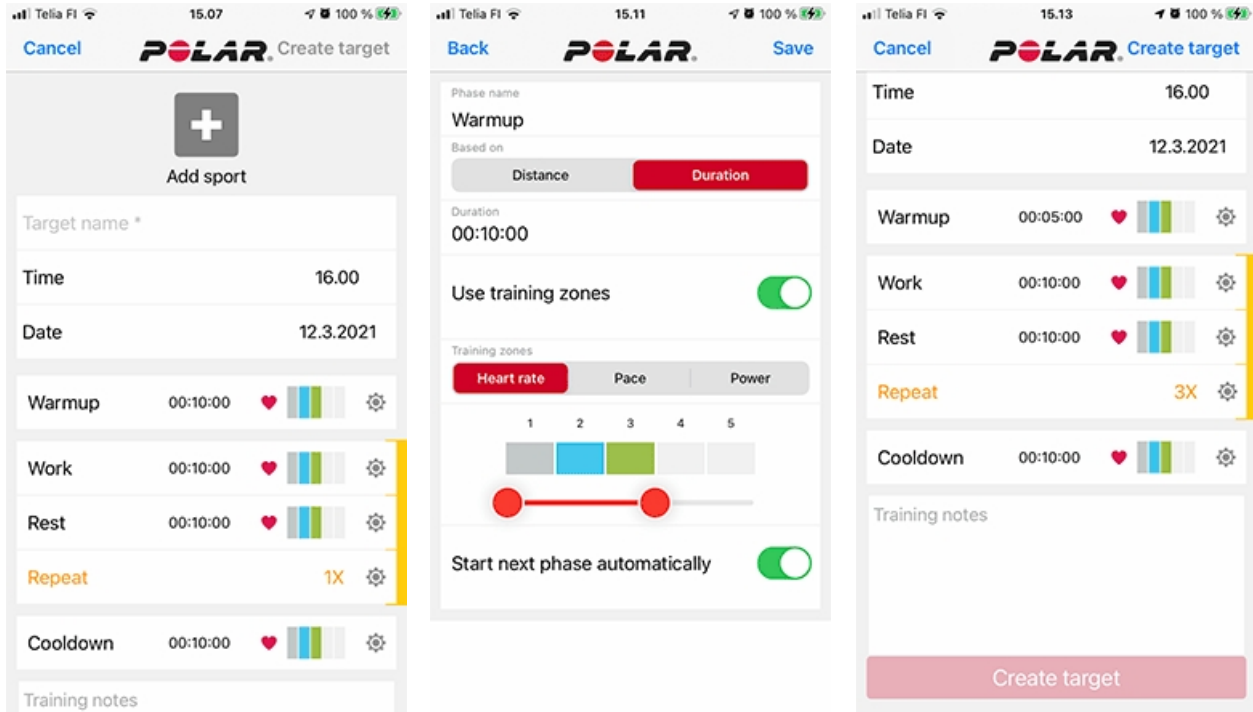 Telia FI 15.07 100 %
Cancel POLAR. Create target
Add sport
Target name *
Time 16.00
Date 12.3.2021
Warmup 00:10:00
Work 00:10:00
Rest 00:10:00
Repeat 1X
Cooldown 00:10:00
Training notes
Telia FI 15.11 100 %
Back POLAR. Save
Phase name
Warmup
Based on
Distance Duration
Duration
00:10:00
Use training zones
Training zones
Heart rate Pace Power
1 2 3 4 5
Start next phase automatically
Telia FI 15.13 100 %
Cancel POLAR. Create target
Time 16.00
Date 12.3.2021
Warmup 00:05:00
Work 00:10:00
Rest 00:10:00
Repeat 3X
Cooldown 00:10:00
Training notes
Create target